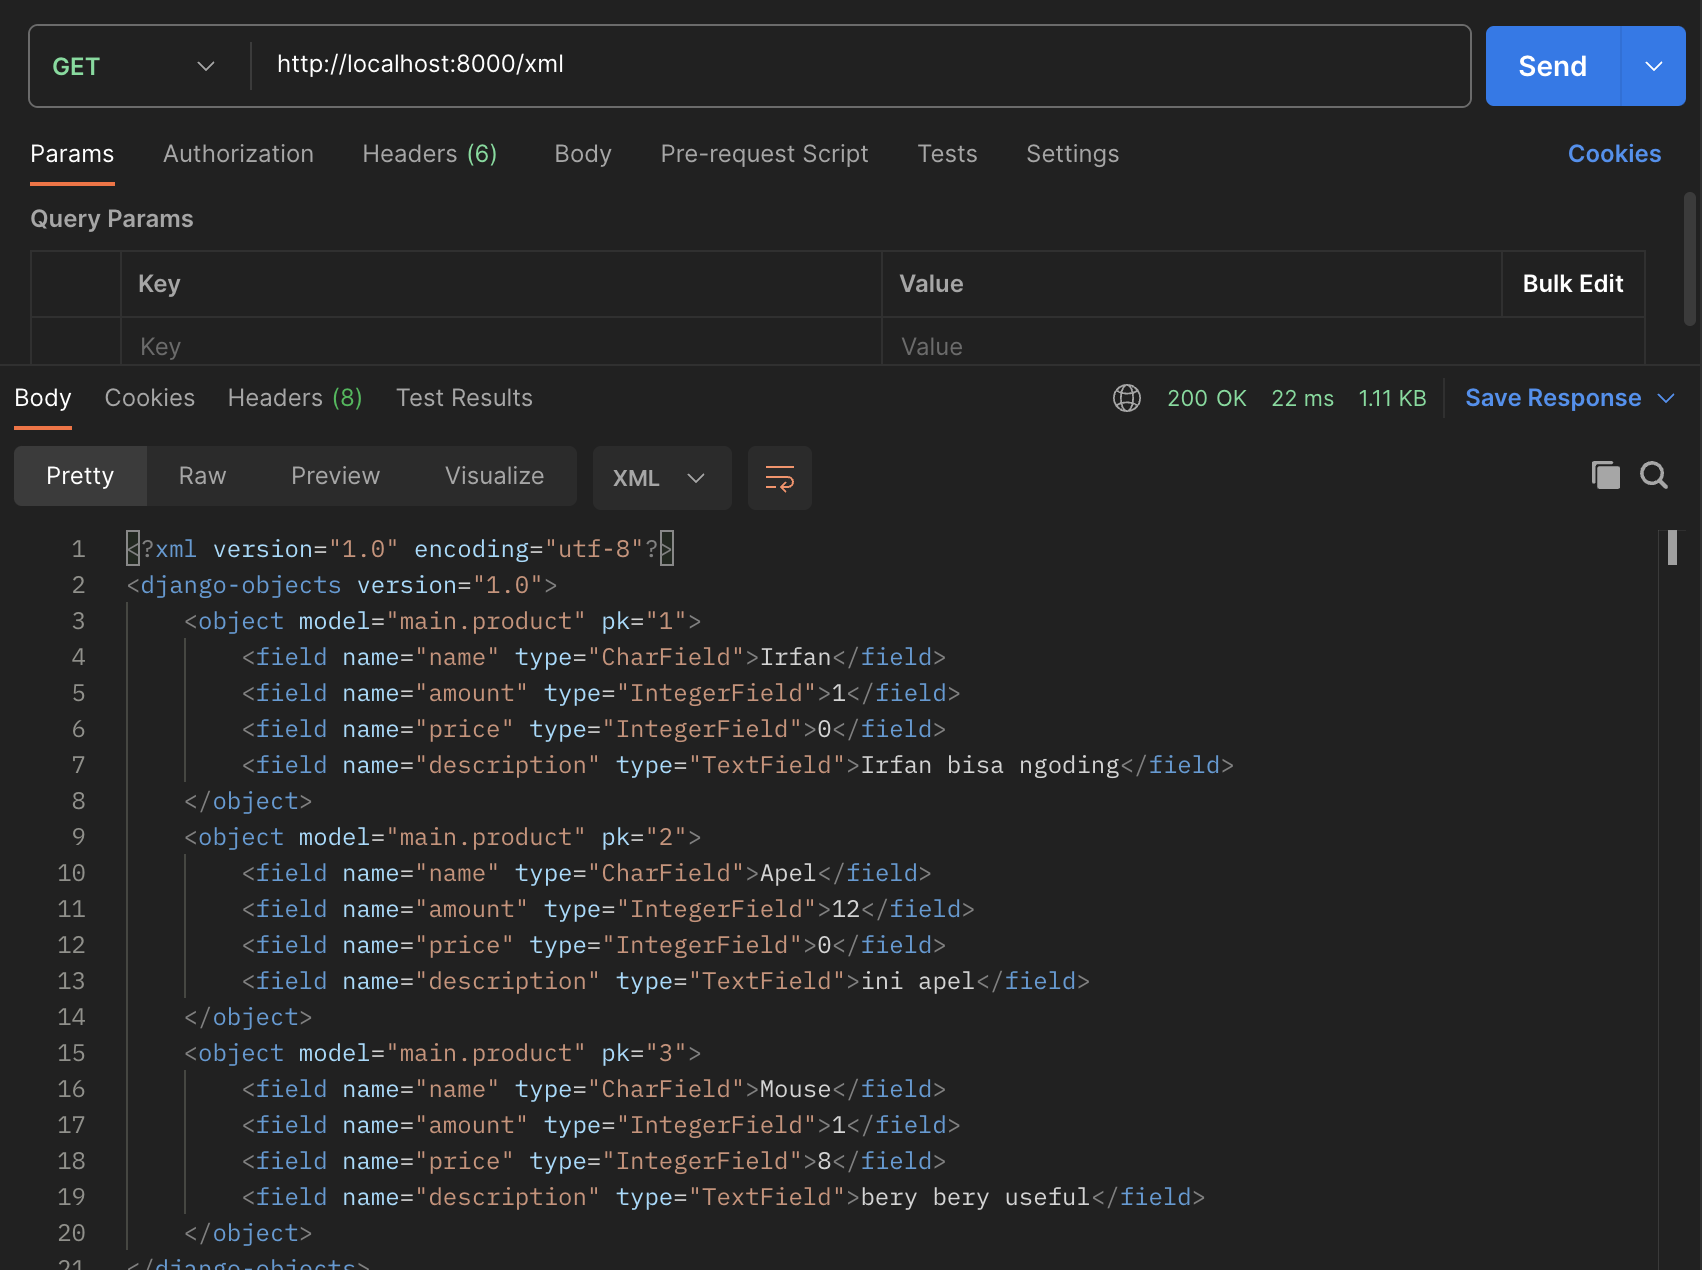 GET http://localhost:8000/xml Send
Params Authorization Headers (6) Body Pre-request Script Tests Settings Cookies
Query Params
Key Value Bulk Edit
Key Value
Body Cookies Headers (8) Test Results 200 OK 22 ms 1.11 KB Save Response
Pretty Raw Preview Visualize XML
1 <?xml version="1.0" encoding="utf-8"?>
2 <django-objects version="1.0">
3 <object model="main.product" pk="1">
4 <field name="name" type="CharField">Irfan</field>
5 <field name="amount" type="IntegerField">1</field>
6 <field name="price" type="IntegerField">0</field>
7 <field name="description" type="TextField">Irfan bisa ngoding</field>
8 </object>
9 <object model="main.product" pk="2">
10 <field name="name" type="CharField">Apel</field>
11 <field name="amount" type="IntegerField">12</field>
12 <field name="price" type="IntegerField">0</field>
13 <field name="description" type="TextField">ini apel</field>
14 </object>
15 <object model="main.product" pk="3">
16 <field name="name" type="CharField">Mouse</field>
17 <field name="amount" type="IntegerField">1</field>
18 <field name="price" type="IntegerField">8</field>
19 <field name="description" type="TextField">bery bery useful</field>
20 </object>
21 </django-objects>